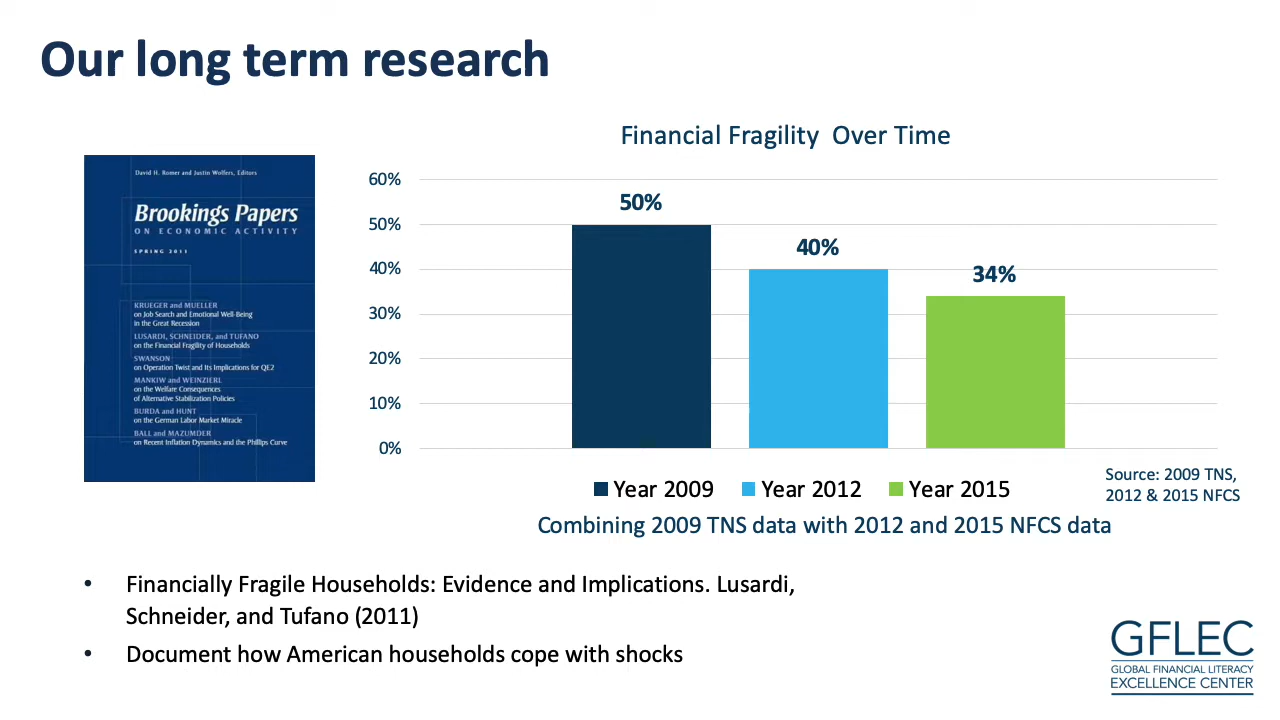 Our long term research
David H. Romer and Justin Wolfers, Editors
Brookings Papers
ON ECONOMIC ACTIVITY
SPRING 2011
KRUEGER and MUELLER
on Job Search and Emotional Well-Being
in the Great Recession
LUSARDI, SCHNEIDER, and TUFANO
on the Financial Fragility of Households
SWANSON
on Operation Twist and Its Implications for QE2
MANKIW and WEINZIERL
on the Welfare Consequences
of Alternative Stabilization Policies
BURDA and HUNT
on the German Labor Market Miracle
BALL and MAZUMDER
on Recent Inflation Dynamics and the Phillips Curve
Financial Fragility Over Time
60%
50%
40%
30%
20%
10%
0%
50%
40%
34%
Year 2009
Year 2012
Year 2015
Source: 2009 TNS,
2012 & 2015 NFCS
Combining 2009 TNS data with 2012 and 2015 NFCS data
• Financially Fragile Households: Evidence and Implications. Lusardi,
Schneider, and Tufano (2011)
• Document how American households cope with shocks
GFLEC
GLOBAL FINANCIAL LITERACY
EXCELLENCE CENTER